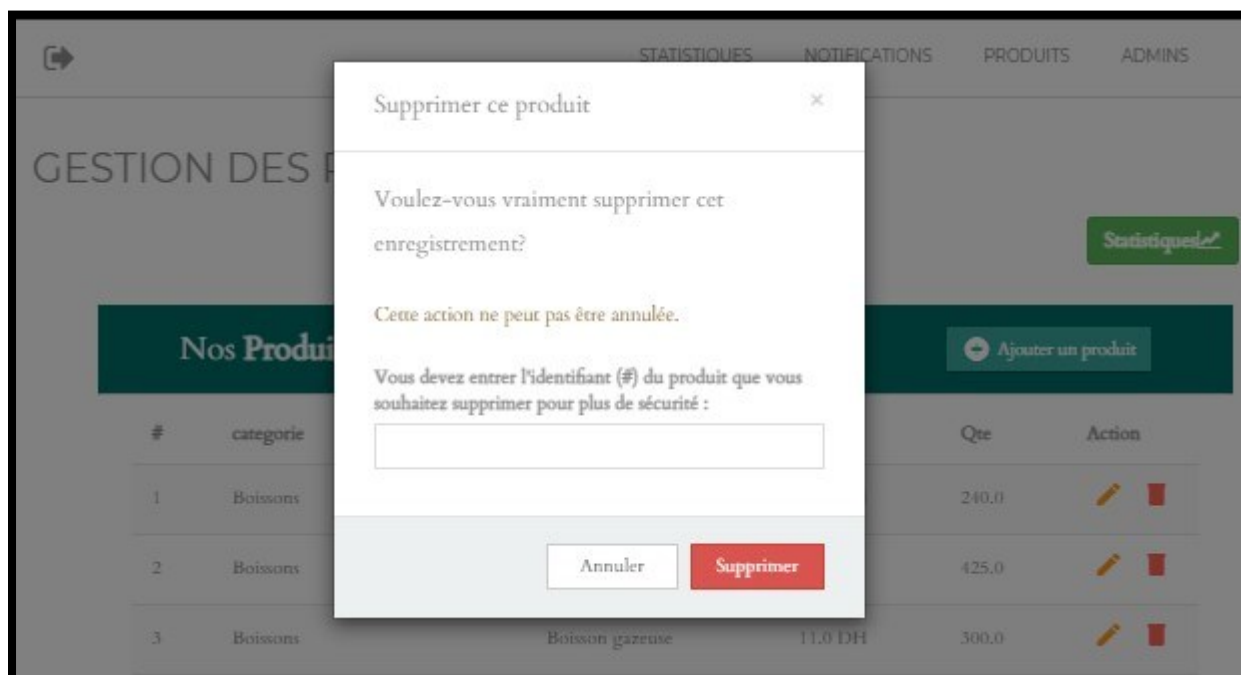 STATISTIQUES NOTIFICATIONS PRODUITS ADMINS
Supprimer ce produit ×
GESTION DES
Voulez-vous vraiment supprimer cet
enregistrement?
Statistiques
Cette action ne peut pas être annulée.
Nos Produi
Ajouter un produit
Vous devez entrer l'identifiant (#) du produit que vous
souhaitez supprimer pour plus de sécurité :
# categorie Qte Action
1 Boissons 240.0
Annuler Supprimer
2 Boissons 425.0
3 Boissons Boisson gazeuse 11.0 DH 300.0